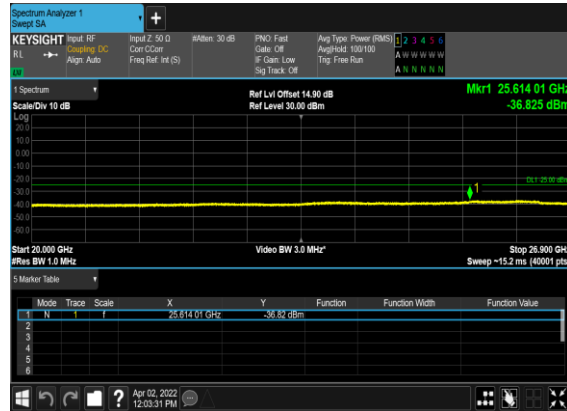 Spectrum Analyzer 1
Swept SA
+
KEYSIGHT Input: RF Input Z: 50 Ω #Atten: 30 dB PNO: Fast Avg Type: Power (RMS) 1 2 3 4 5 6
RL Coupling: DC Corr CCorr Gate: Off Avg|Hold: 100/100 A W W W W W
Align: Auto Freq Ref: Int (S) IF Gain: Low Trig: Free Run
Sig Track: Off A N N N N N
1 Spectrum Ref Lvl Offset 14.90 dB Mkr1 25.614 01 GHz
Scale/Div 10 dB Ref Level 30.00 dBm -36.825 dBm
Log
20.0
10.0
0.00
-10.0
-20.0
DL1 -25.00 dBm
-30.0
1
-40.0
-50.0
-60.0
Start 20.000 GHz Video BW 3.0 MHz* Stop 26.900 GHz
#Res BW 1.0 MHz Sweep ~15.2 ms (40001 pts)
5 Marker Table
Mode Trace Scale X Y Function Function Width Function Value
1 N 1 f 25.614 01 GHz -36.82 dBm
2
3
4
5
6
? Apr 02, 2022
12:03:31 PM